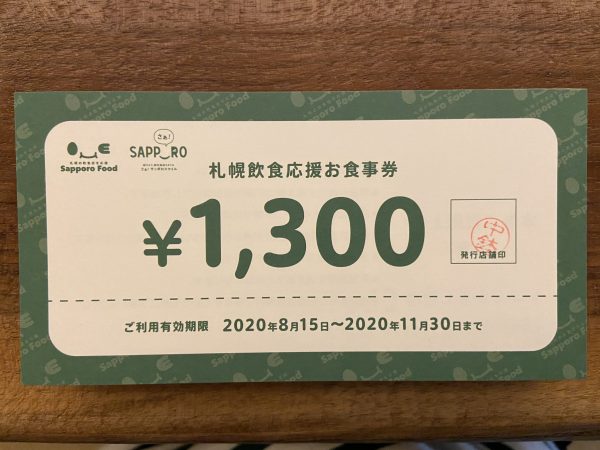 Sapporo Food
さぁ!
SAPPORO
札幌飲食応援お食事券
¥1,300
発行店舗印
ご利用有効期限 2020年8月15日～2020年11月30日まで